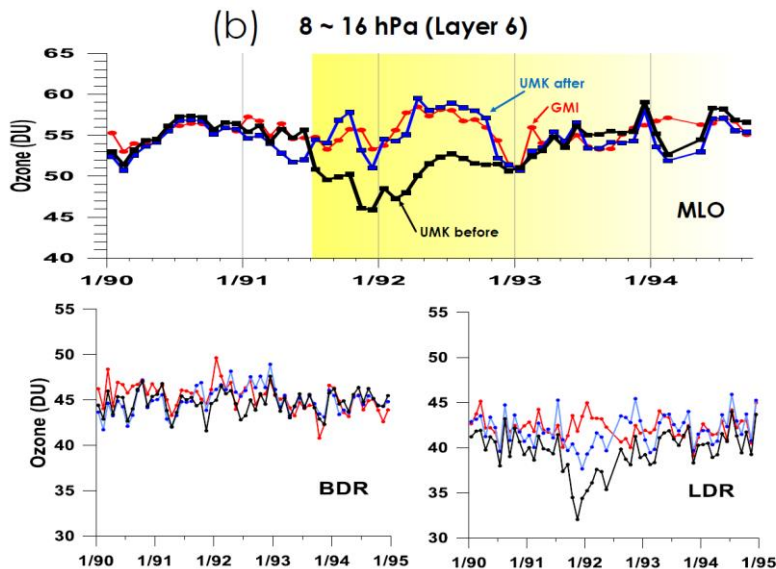 (b) 8 ~ 16 hPa (Layer 6)
65
60
55
50
45
40
Ozone (DU)
UMK after
GMI
UMK before
MLO
1/90 1/91 1/92 1/93 1/94
55
50
45
40
35
30
Ozone (DU)
BDR
1/90 1/91 1/92 1/93 1/94 1/95
55
50
45
40
35
30
LDR
1/90 1/91 1/92 1/93 1/94 1/95